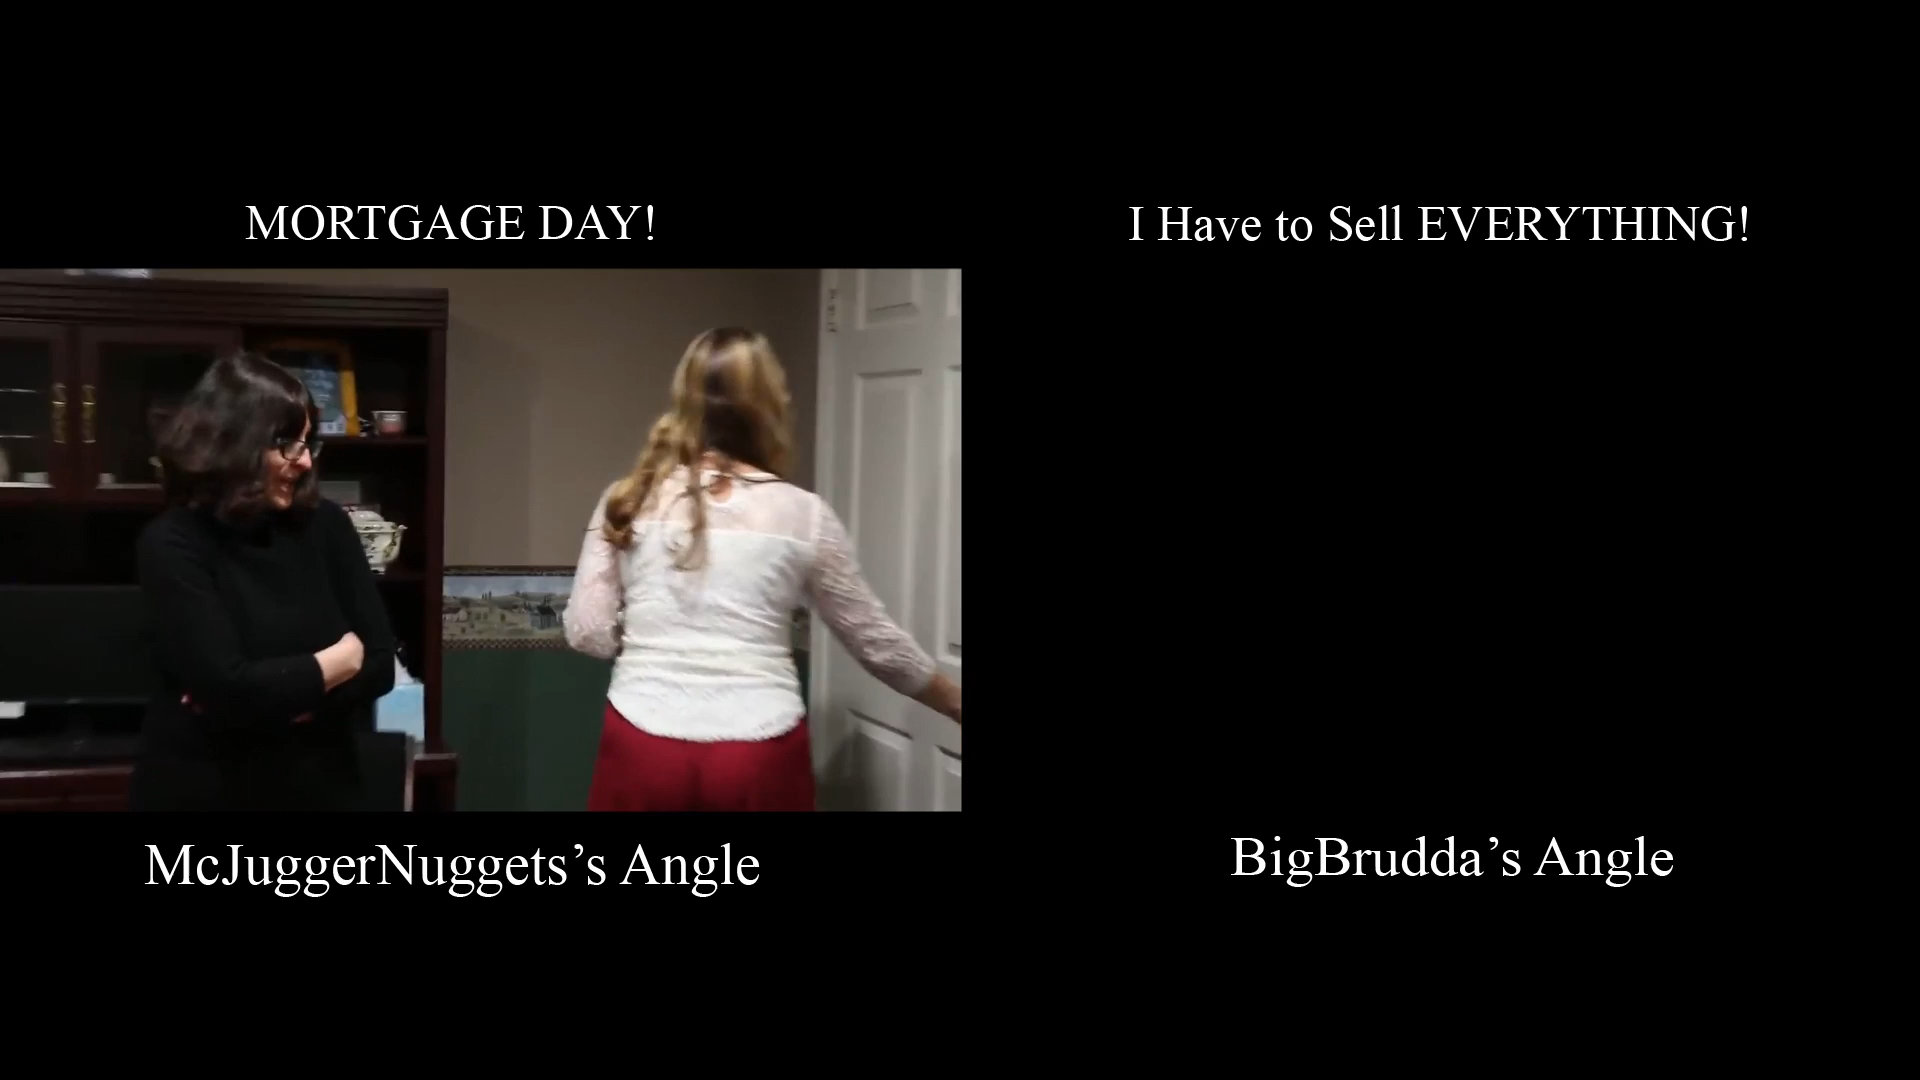 MORTGAGE DAY!
I Have to Sell EVERYTHING!
McJuggerNuggets’s Angle
BigBrudda’s Angle